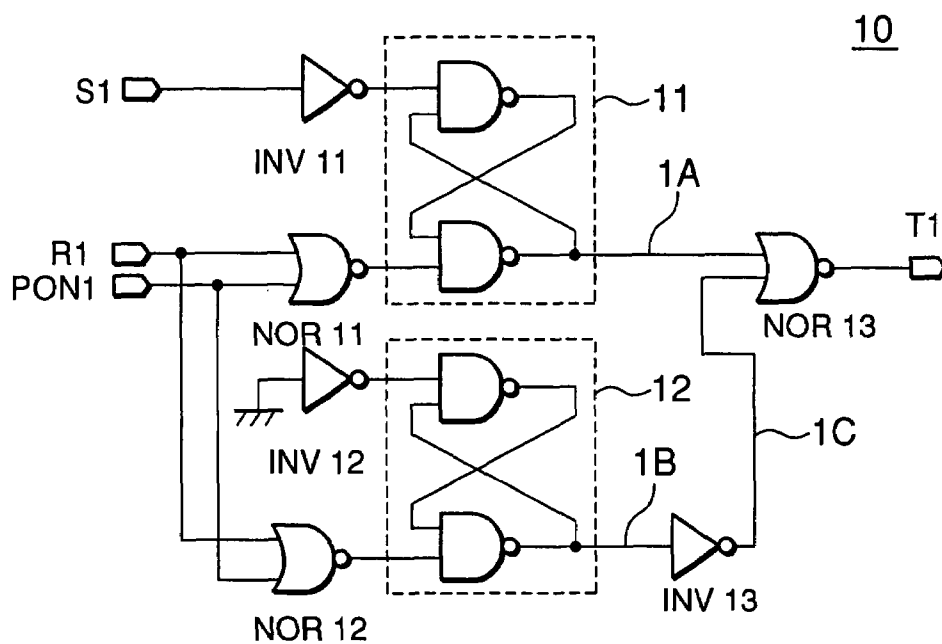 10
S1
11
INV 11
1A
T1
R1
PON1
NOR 11
NOR 13
12
1C
INV 12
1B
INV 13
NOR 12